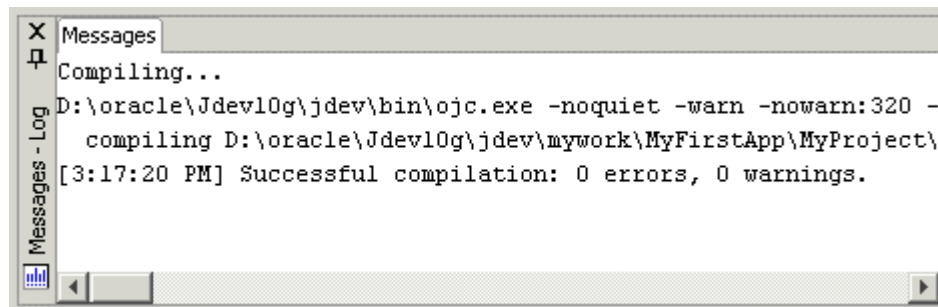 Messages
Compiling...
D:\oracle\Jdev10g\jdev\bin\ojc.exe -noquiet -warn -nowarn:320 -
compiling D:\oracle\Jdev10g\jdev\mywork\MyFirstApp\MyProject\
[3:17:20 PM] Successful compilation: 0 errors, 0 warnings.
Messages - Log